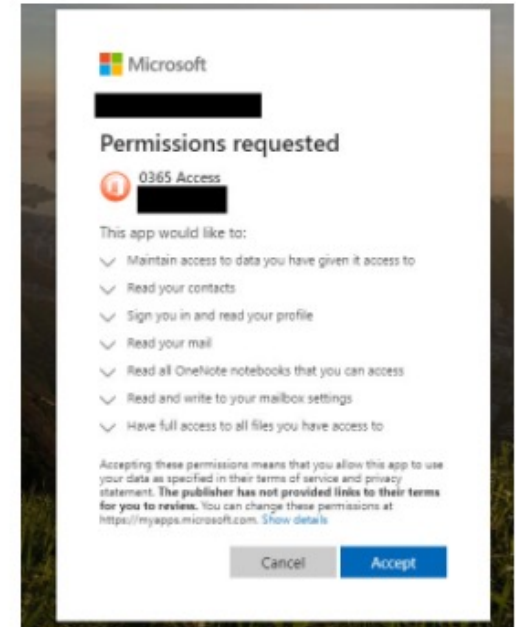 Microsoft
Permissions requested
0365 Access
This app would like to:
Maintain access to data you have given it access to
Read your contacts
Sign you in and read your profile
Read your mail
Read all OneNote notebooks that you can access
Read and write to your mailbox settings
Have full access to all files you have access to
Accepting these permissions means that you allow this app to use
your data as specified in their terms of service and privacy
statement. The publisher has not provided links to their terms
for you to review. You can change these permissions at
https://myapps.microsoft.com. Show details
Cancel
Accept